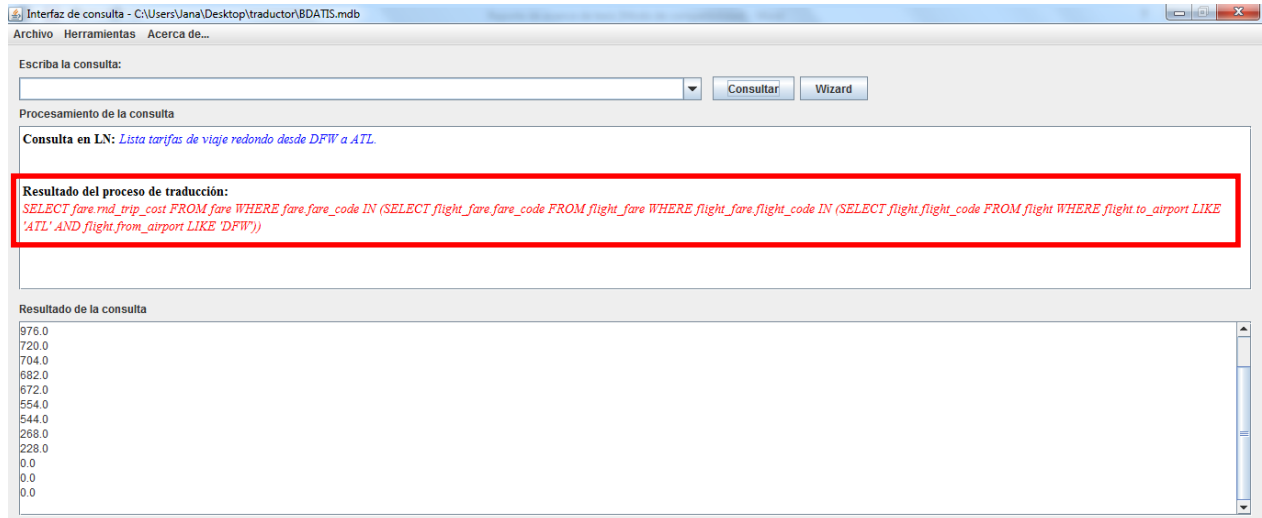 Interfaz de consulta - C:\Users\Jana\Desktop\traductor\BDATIS.mdb
Archivo Herramientas Acerca de...
Escriba la consulta:
Consultar Wizard
Procesamiento de la consulta
Consulta en LN: Lista tarifas de viaje redondo desde DFW a ATL.
Resultado del proceso de traducción:
SELECT fare.rnd_trip_cost FROM fare WHERE fare.fare_code IN (SELECT flight_fare.fare_code FROM flight_fare WHERE flight_fare.flight_code IN (SELECT flight.flight_code FROM flight WHERE flight.to_airport LIKE
'ATL' AND flight.from_airport LIKE 'DFW'))
Resultado de la consulta
976.0
720.0
704.0
682.0
672.0
554.0
544.0
268.0
228.0
0.0
0.0
0.0